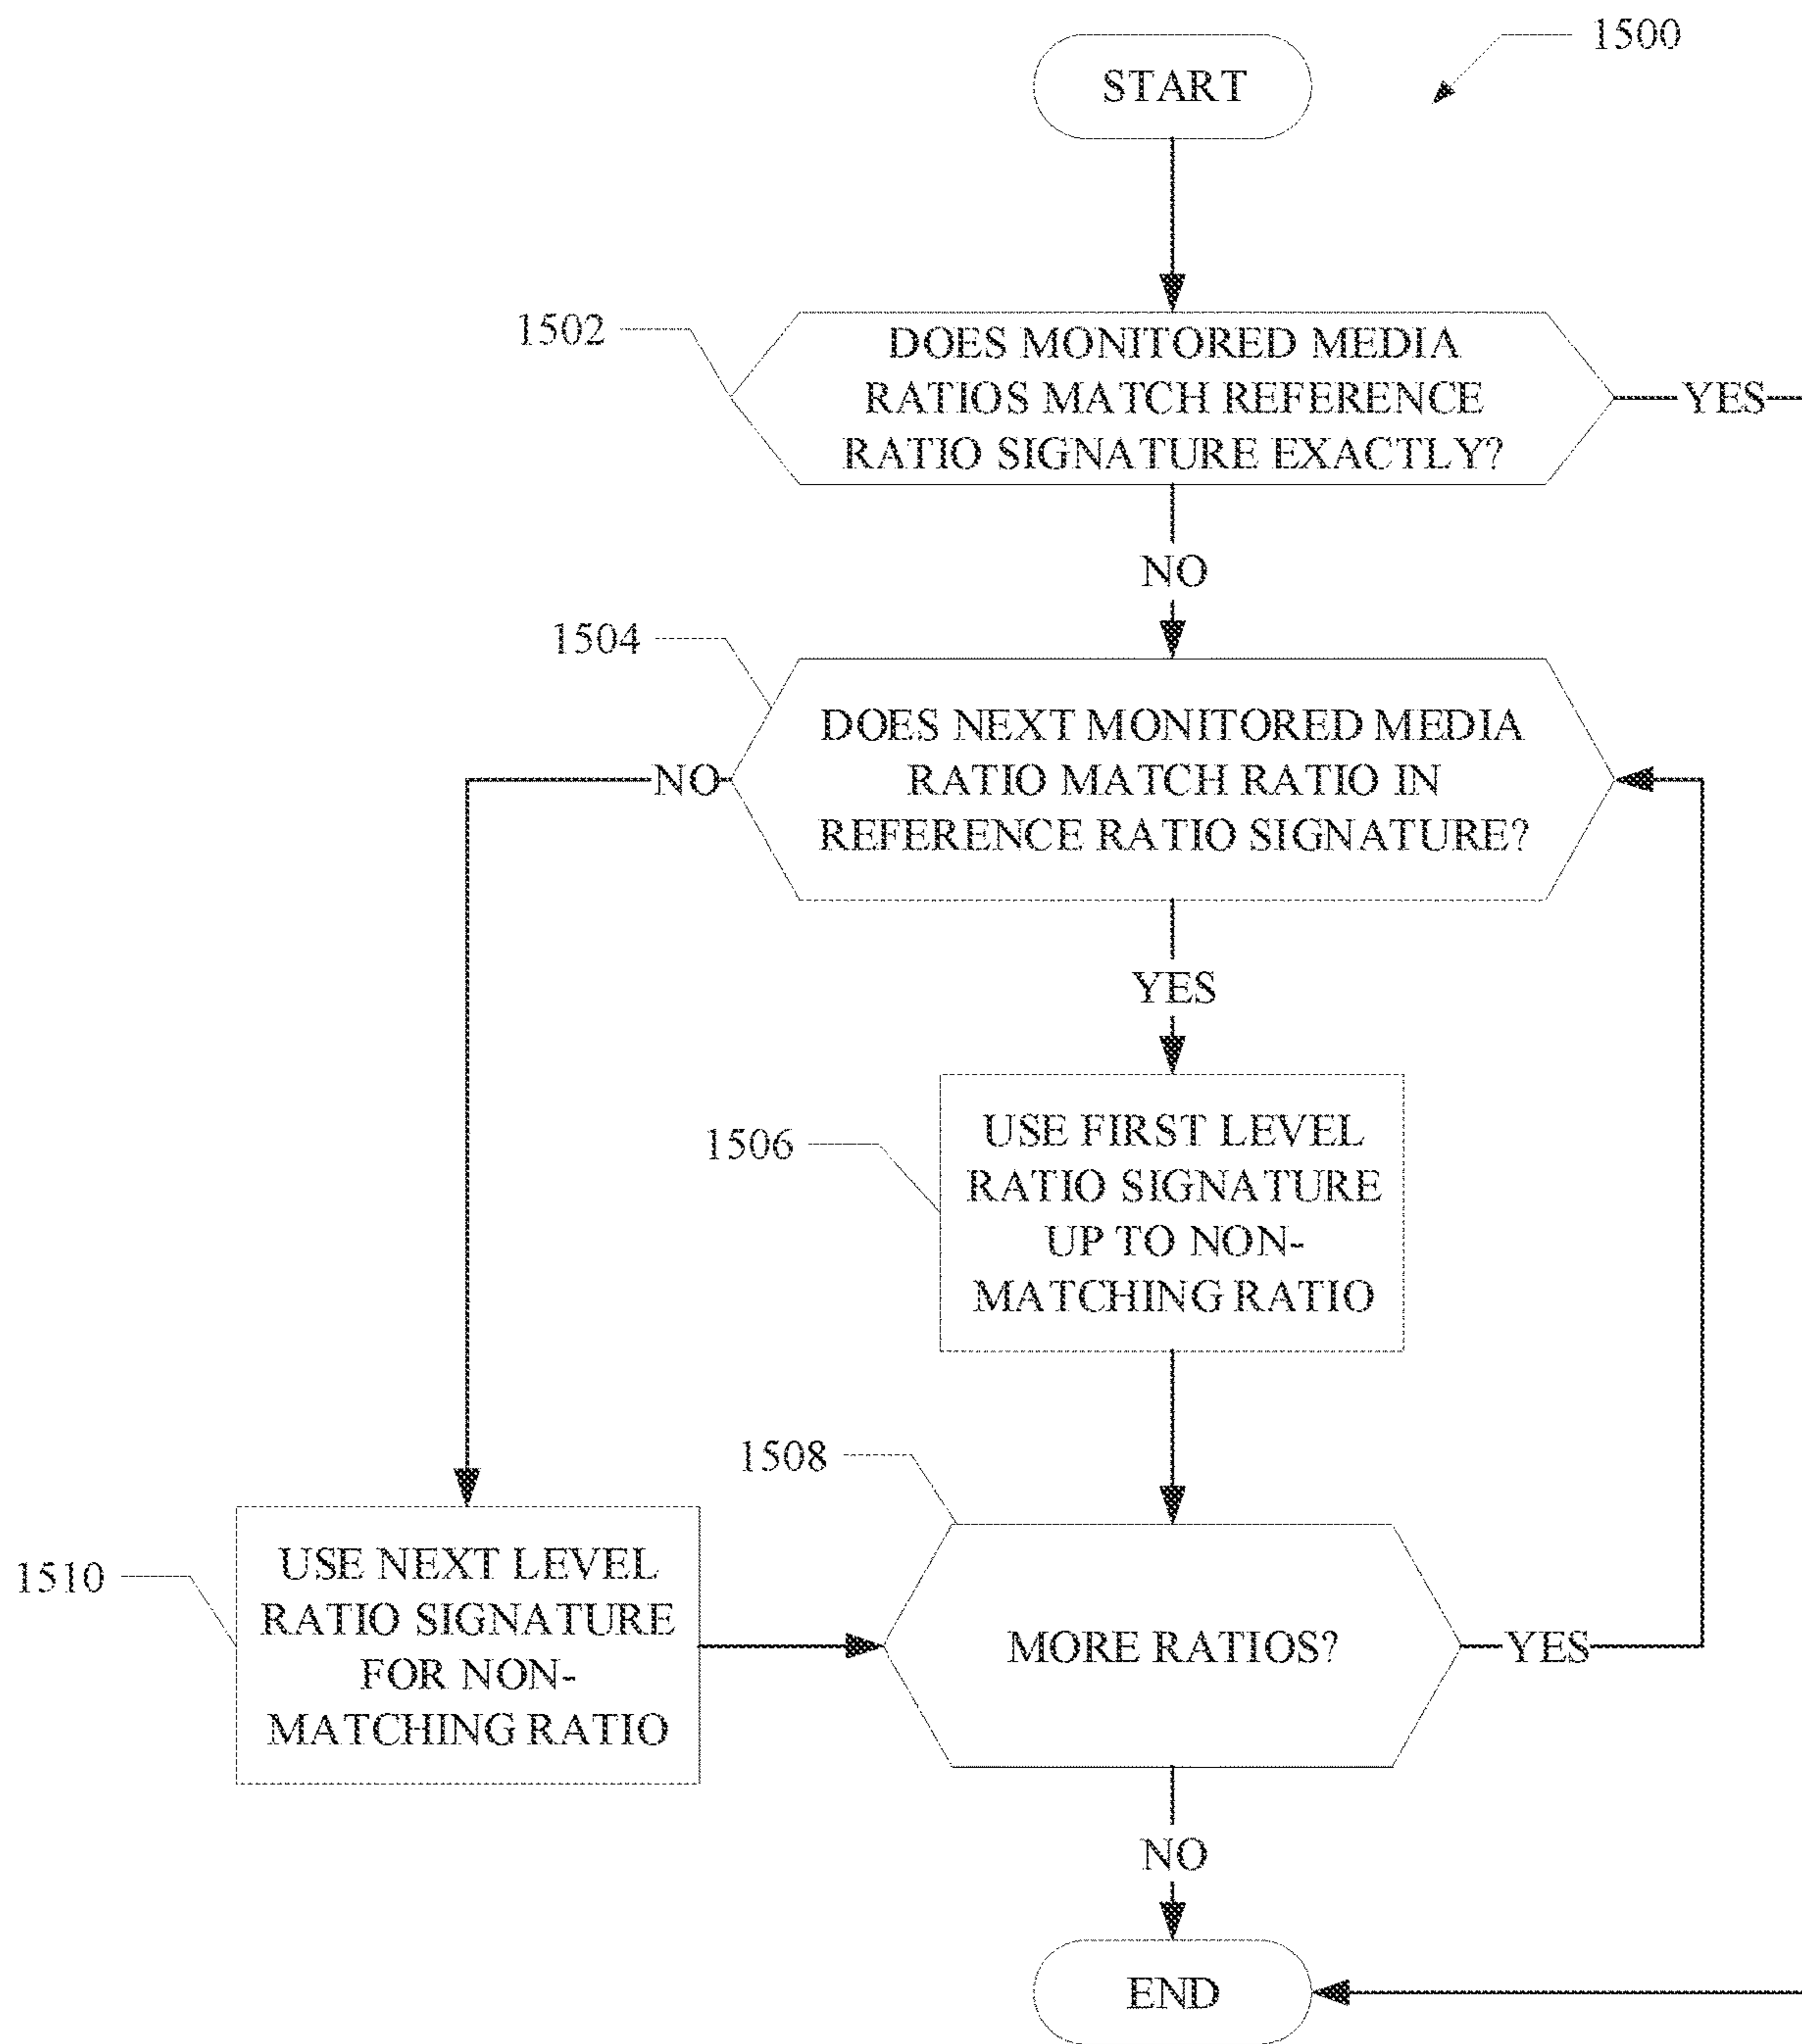 1500
START
1502
DOES MONITORED MEDIA
RATIOS MATCH REFERENCE
RATIO SIGNATURE EXACTLY?
YES
NO
1504
DOES NEXT MONITORED MEDIA
RATIO MATCH RATIO IN
REFERENCE RATIO SIGNATURE?
NO
YES
1506
USE FIRST LEVEL
RATIO SIGNATURE
UP TO NON-
MATCHING RATIO
1508
1510
USE NEXT LEVEL
RATIO SIGNATURE
FOR NON-
MATCHING RATIO
MORE RATIOS?
YES
NO
END